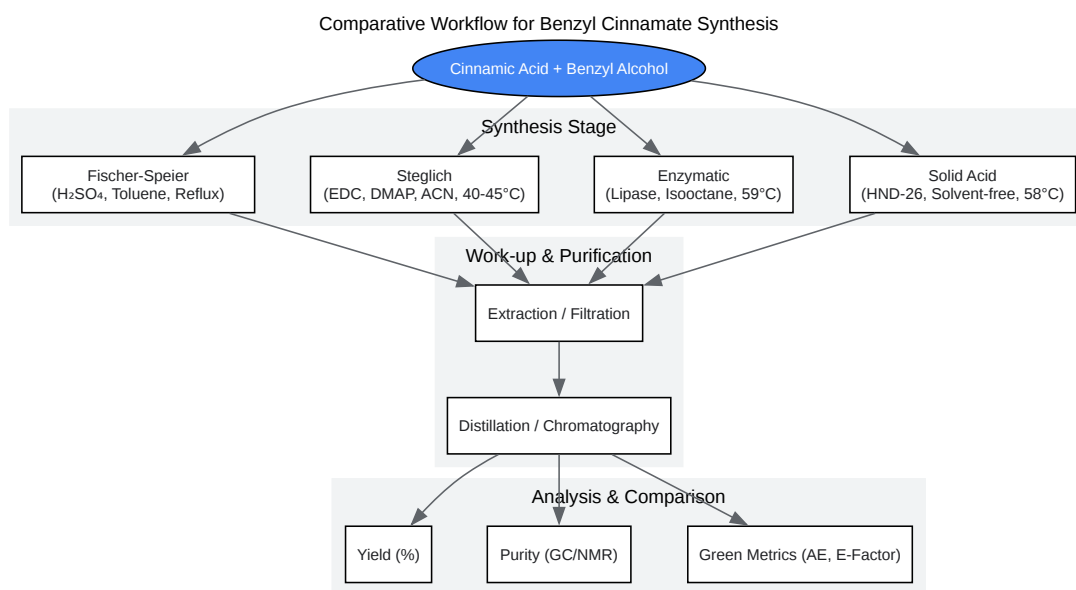 Comparative Workflow for Benzyl Cinnamate Synthesis
Cinnamic Acid + Benzyl Alcohol
Synthesis Stage
Fischer-Speier
(H₂SO₄, Toluene, Reflux)
Steglich
(EDC, DMAP, ACN, 40-45°C)
Enzymatic
(Lipase, Isooctane, 59°C)
Solid Acid
(HND-26, Solvent-free, 58°C)
Work-up & Purification
Extraction / Filtration
Distillation / Chromatography
Analysis & Comparison
Yield (%)
Purity (GC/NMR)
Green Metrics (AE, E-Factor)